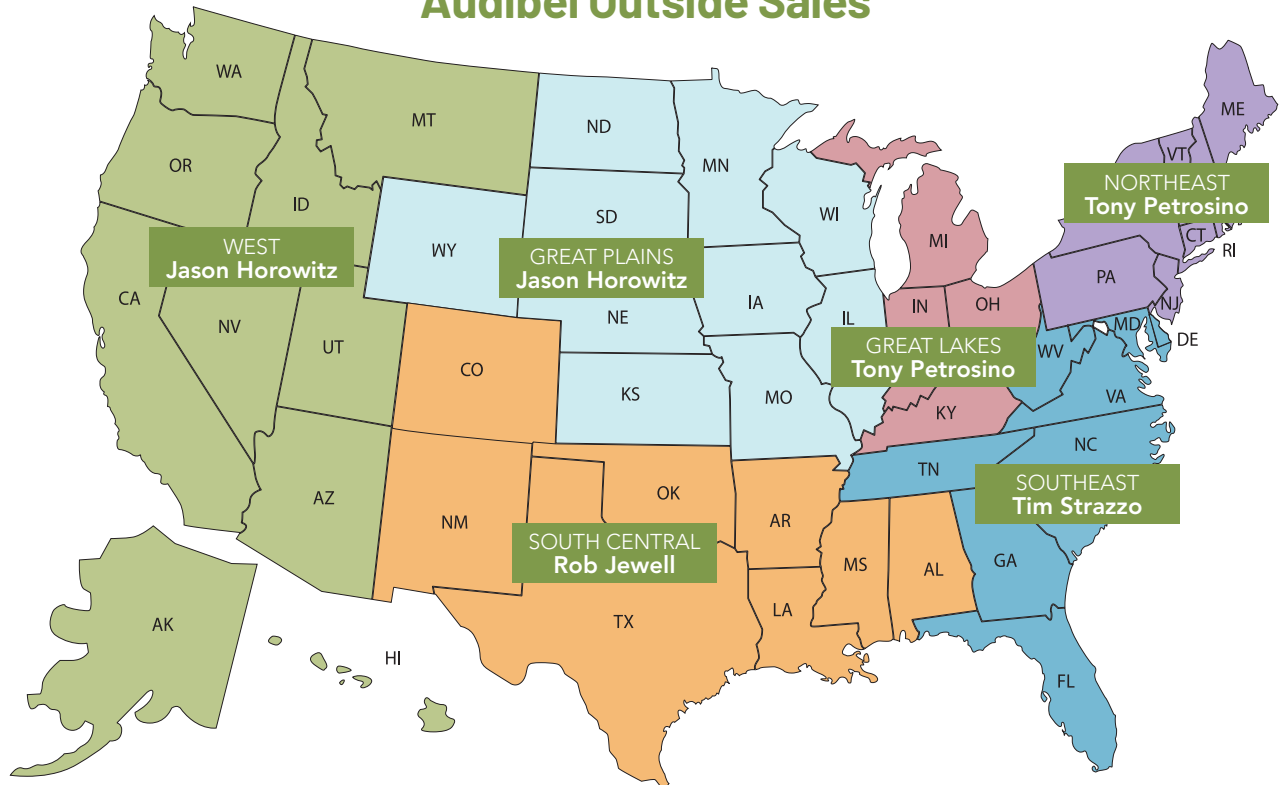 Audibel Outside Sales
WA
MT
ND
MN
ME
VT
OR
ID
SD
WI
MI
NORTHEAST
Tony Petrosino
CT
RI
WEST
Jason Horowitz
WY
GREAT PLAINS
Jason Horowitz
PA
NJ
CA
NV
UT
CO
NE
IA
IL
IN
OH
MD
DE
GREAT LAKES
Tony Petrosino
WV
VA
KS
MO
KY
NC
TN
AZ
NM
OK
AR
SOUTHEAST
Tim Strazzo
SOUTH CENTRAL
Rob Jewell
MS
AL
GA
TX
LA
AK
HI
FL